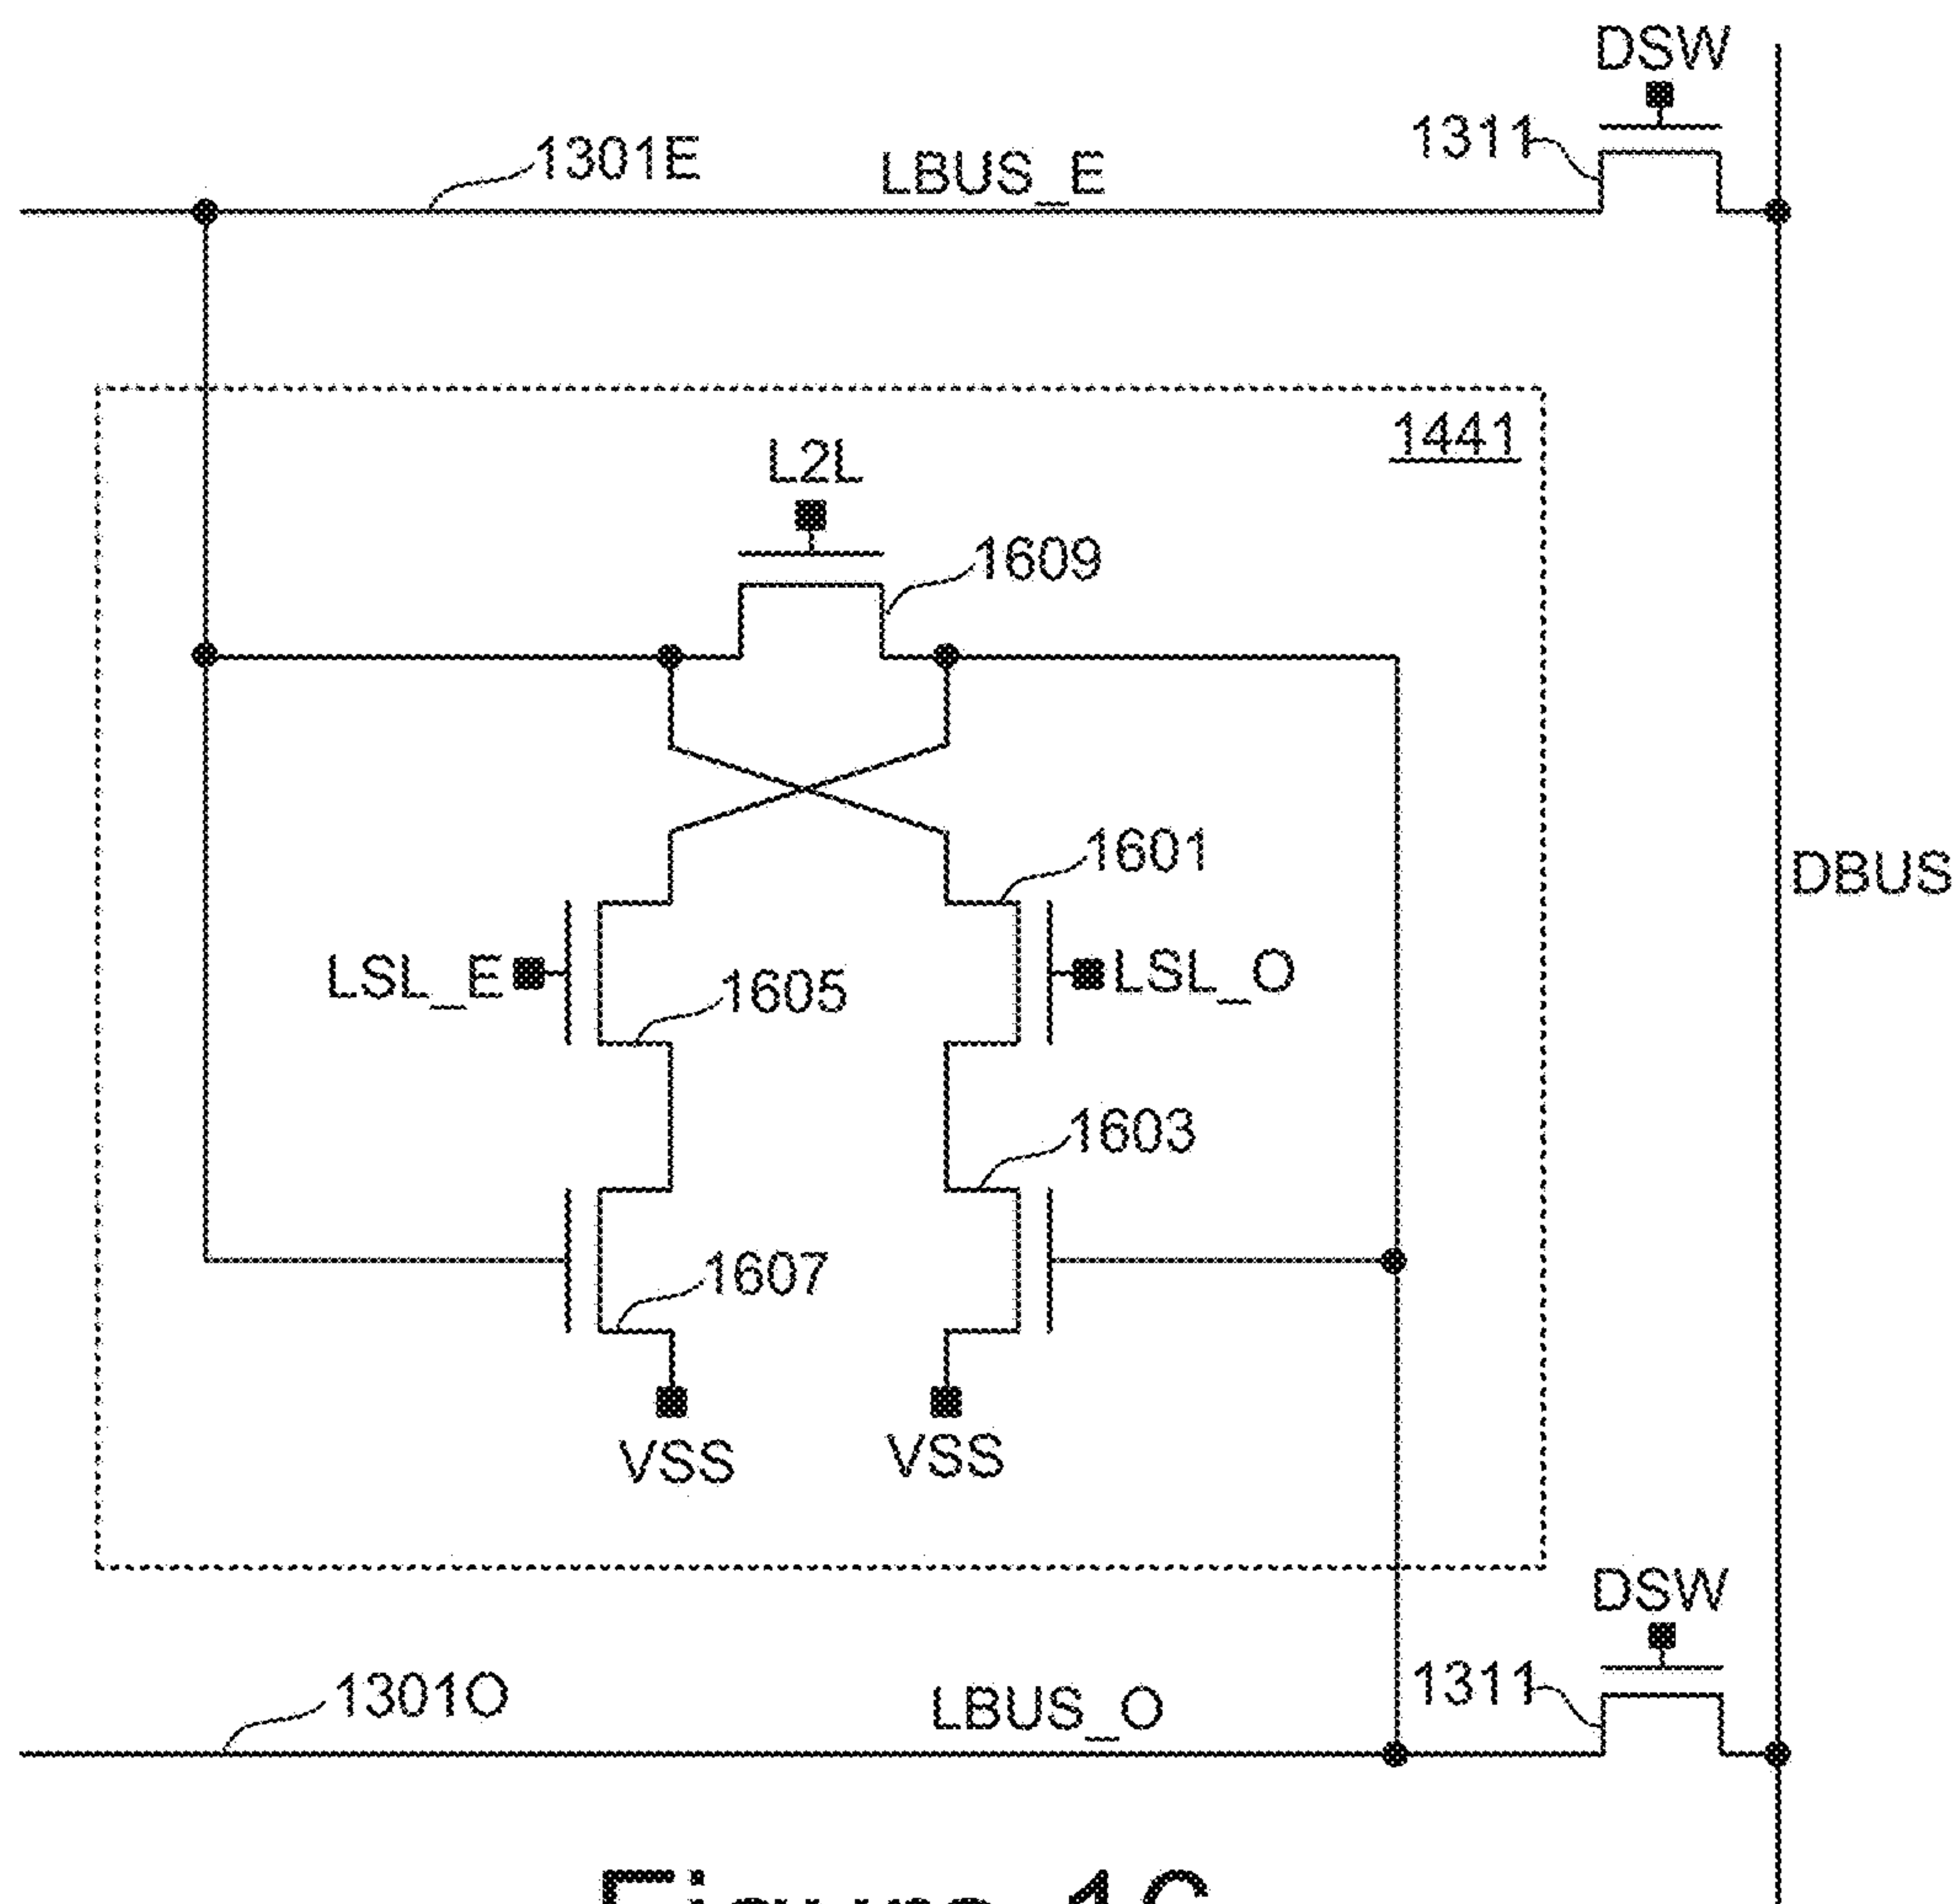 DSW
1311
1301E
LBUS_E
1441
L2L
1609
1601
DBUS
LSL_E
LSL_O
1605
1603
1607
VSS
VSS
DSW
1311
1301O
LBUS_O